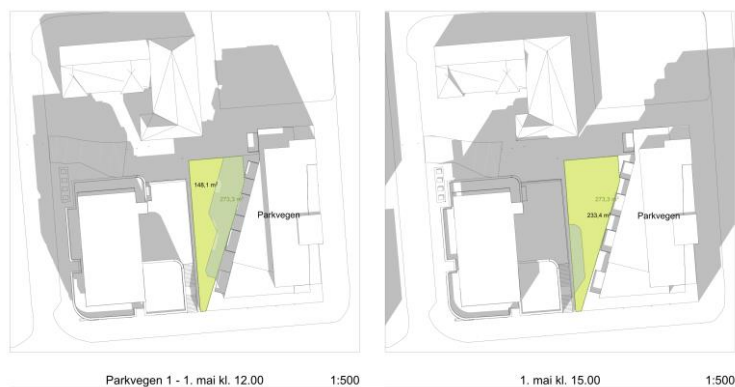 148,1 m²
273,3 m²
Parkvegen
Parkvegen 1 - 1. mai kl. 12.00 1:500
273,3 m²
233,4 m²
Parkvegen
1. mai kl. 15.00 1:500